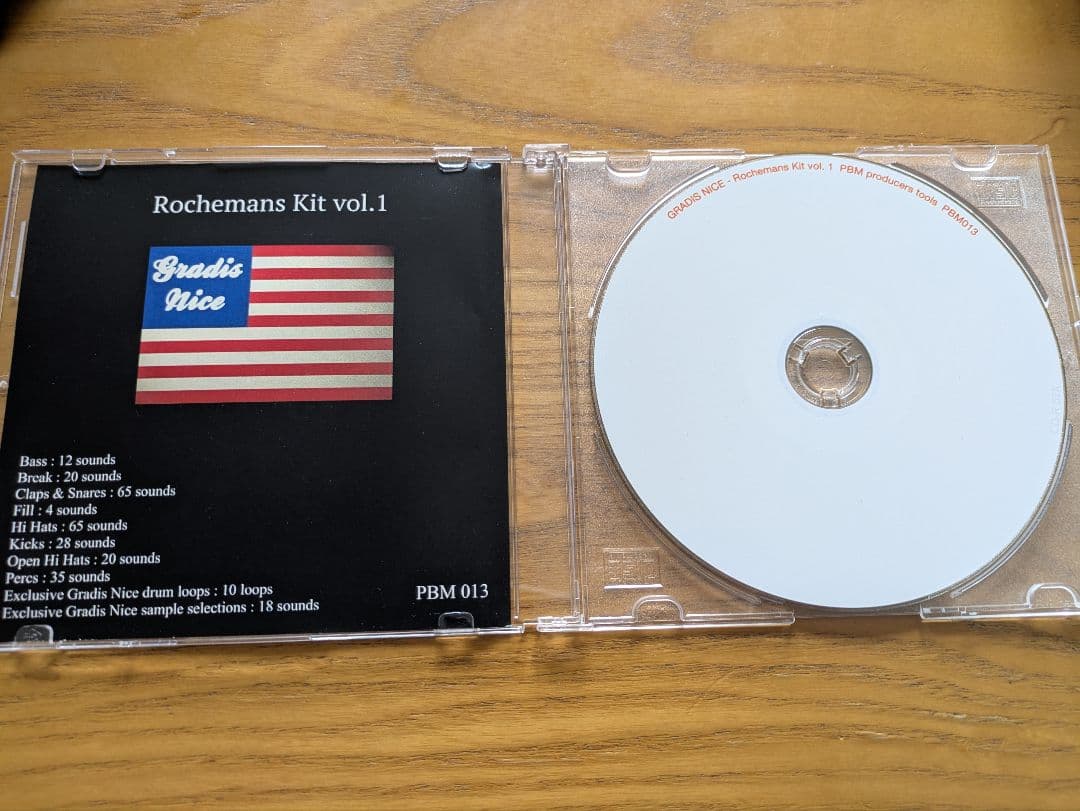 Rochemans Kit vol.1
Gradis
Nice
Bass : 12 sounds
Break : 20 sounds
Claps & Snares : 65 sounds
Fill : 4 sounds
Hi Hats : 65 sounds
Kicks : 28 sounds
Open Hi Hats : 20 sounds
Percs : 35 sounds
Exclusive Gradis Nice drum loops : 10 loops
Exclusive Gradis Nice sample selections : 18 sounds
PBM 013
GRADIS NICE - Rochemans Kit vol. 1 PBM producers tools PBM013